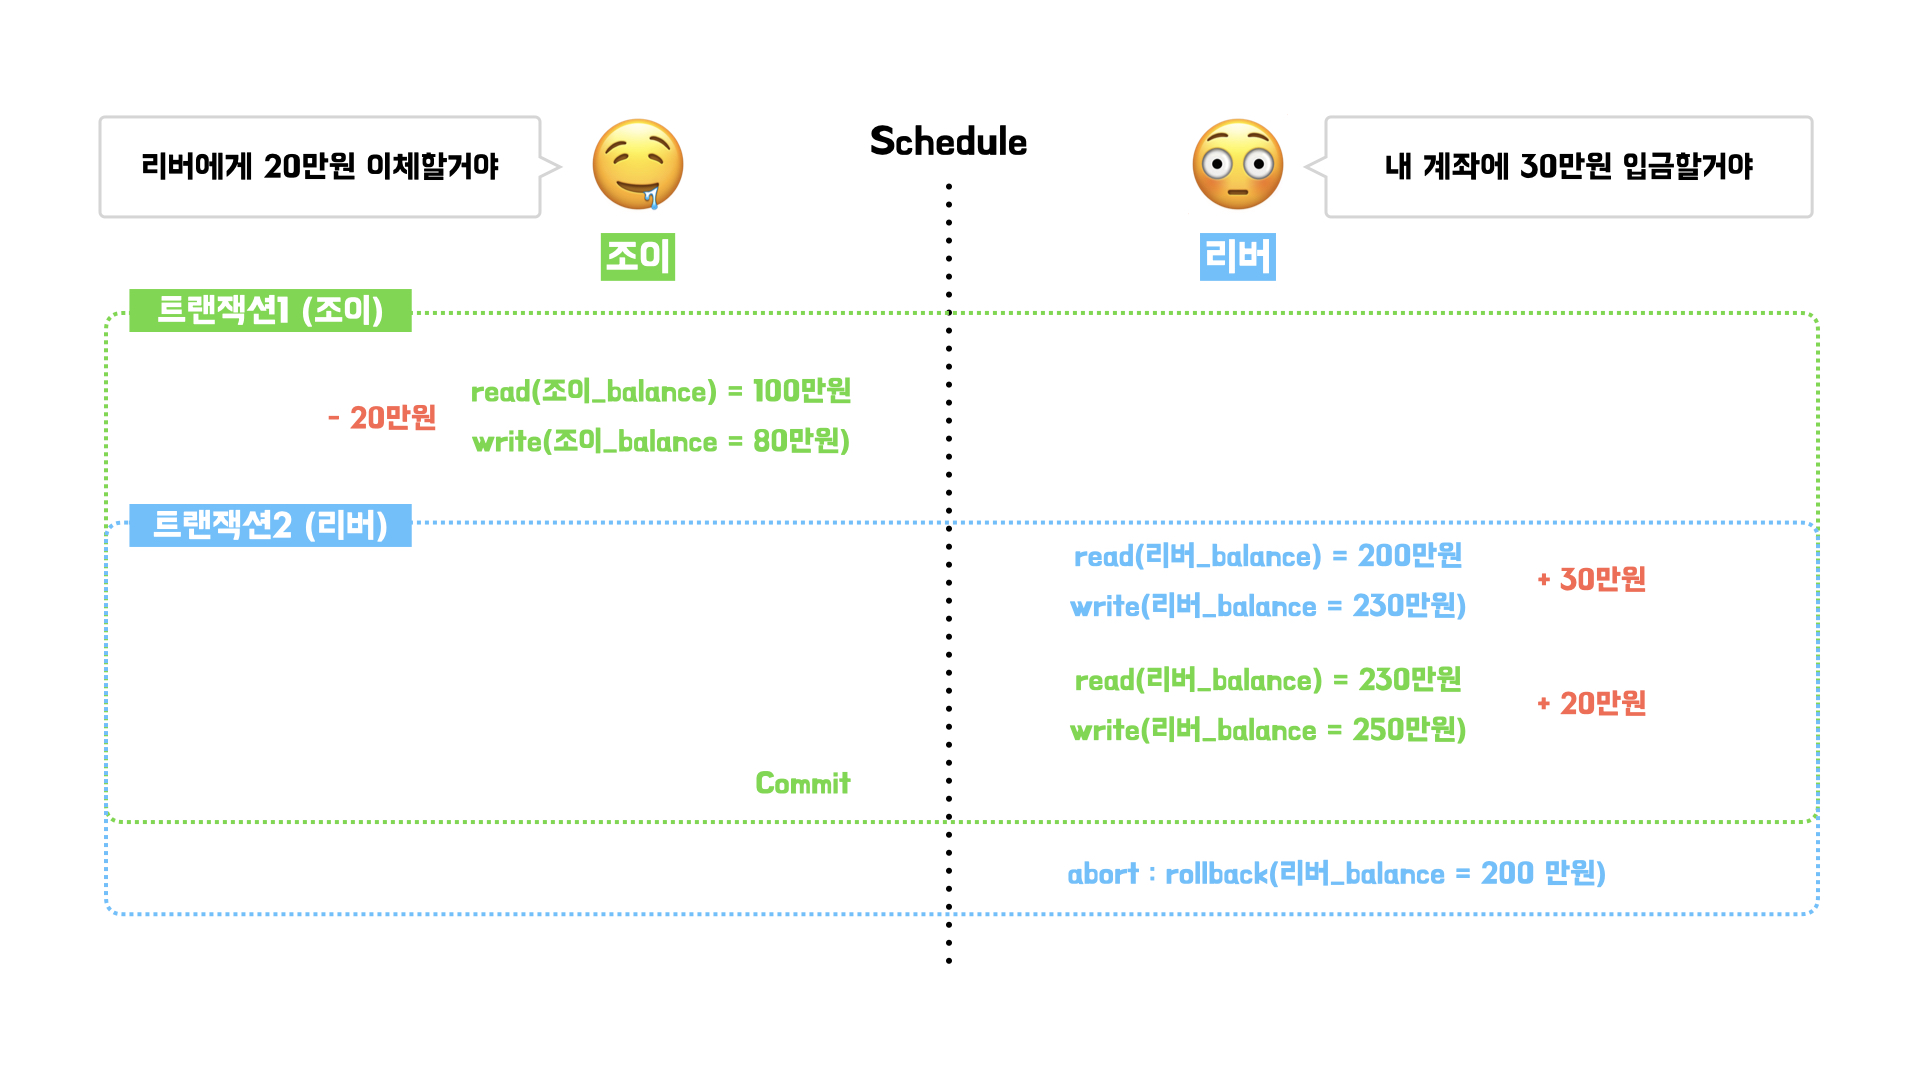 Schedule
리버에게 20만원 이체할거야
내 계좌에 30만원 입금할거야
조이
리버
트랜잭션1 (조이)
- 20만원
read(조이_balance) = 100만원
write(조이_balance = 80만원)
트랜잭션2 (리버)
read(리버_balance) = 200만원
write(리버_balance = 230만원)
+ 30만원
read(리버_balance) = 230만원
write(리버_balance = 250만원)
+ 20만원
Commit
abort : rollback(리버_balance = 200 만원)